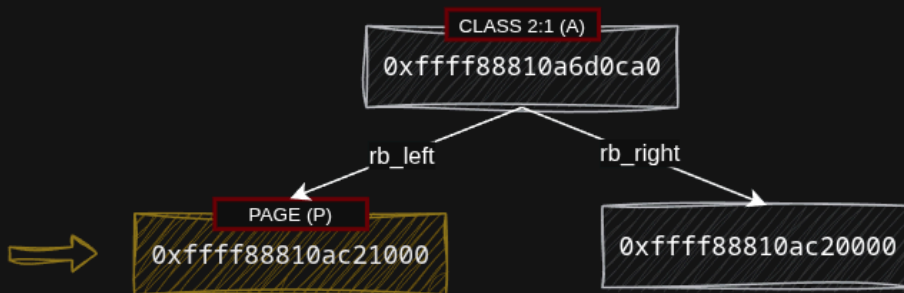 CLASS 2:1 (A)
0xffff88810a6d0ca0
rb_left
rb_right
PAGE (P)
0xffff88810ac21000
0xffff88810ac20000